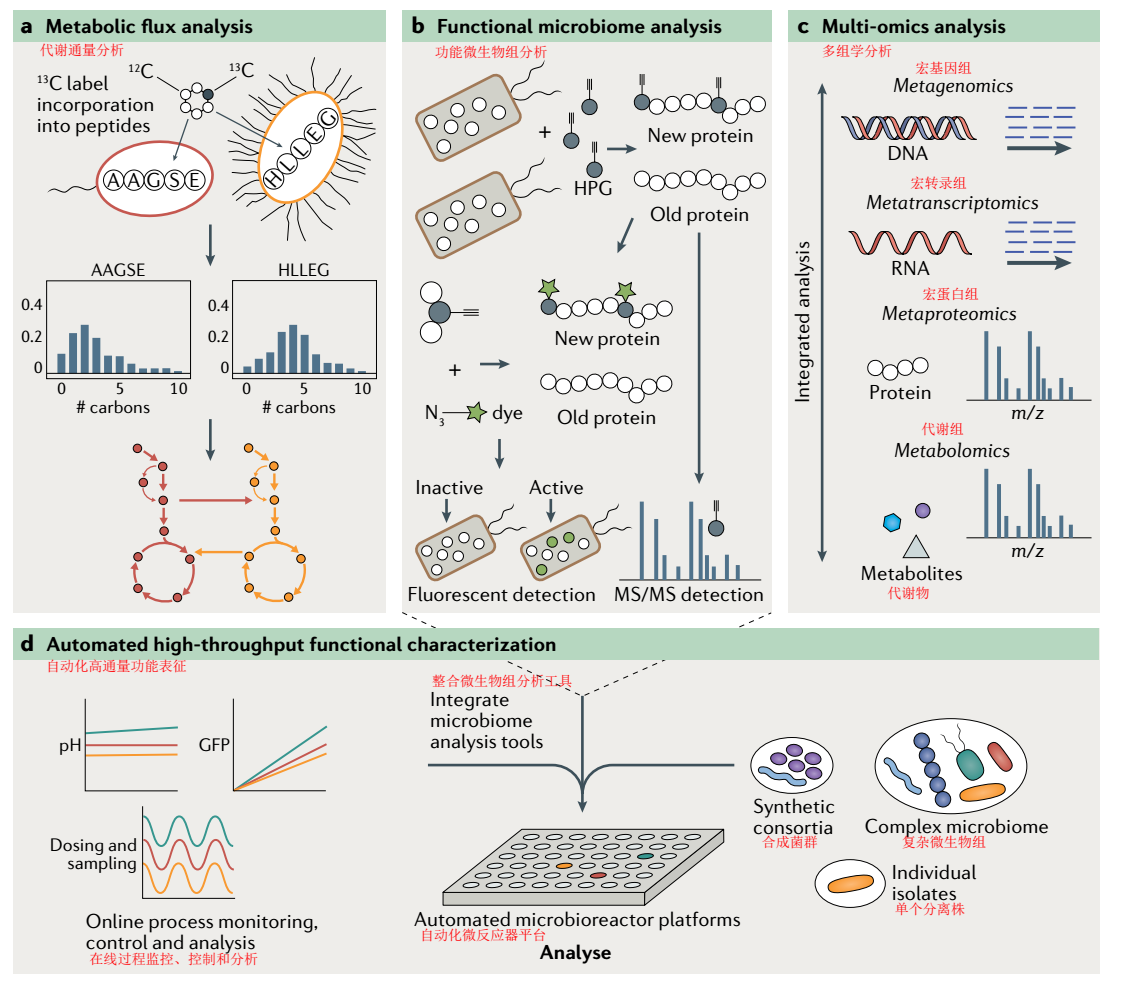 a Metabolic flux analysis
代谢通量分析
¹³C label
incorporation
into peptides
¹²C
¹³C
AAGSE
HLLEG
AAGSE
0.4
0.2
0
0 5 10
# carbons
HLLEG
0.4
0.2
0
0 5 10
# carbons
b Functional microbiome analysis
功能微生物组分析
+
HPG
New protein
Old protein
New protein
+
Old protein
N₃
dye
Inactive
Active
Fluorescent detection
MS/MS detection
c Multi-omics analysis
多组学分析
Integrated analysis
宏基因组
Metagenomics
DNA
宏转录组
Metatranscriptomics
RNA
宏蛋白组
Metaproteomics
Protein
m/z
代谢组
Metabolomics
m/z
Metabolites
代谢物
d Automated high-throughput functional characterization
自动化高通量功能表征
pH
GFP
Dosing and
sampling
Online process monitoring,
control and analysis
在线过程监控、控制和分析
整合微生物组分析工具
Integrate
microbiome
analysis tools
Automated microbioreactor platforms
自动化微反应器平台
Analyse
Synthetic
consortia
合成菌群
Complex microbiome
复杂微生物组
Individual
isolates
单个分离株